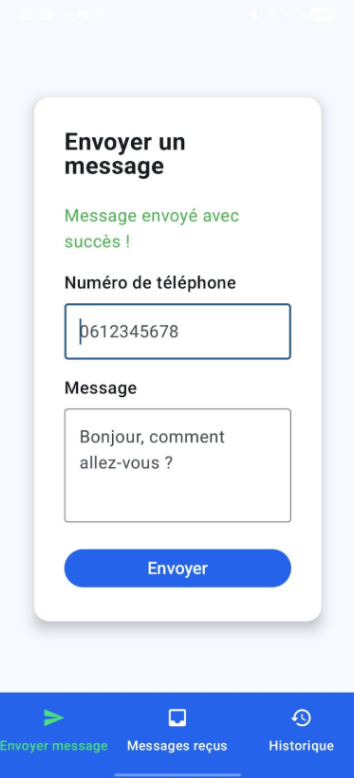 Envoyer un
message
Message envoyé avec
succès !
Numéro de téléphone
0612345678
Message
Bonjour, comment
allez-vous ?
Envoyer
Envoyer message
Messages reçus
Historique